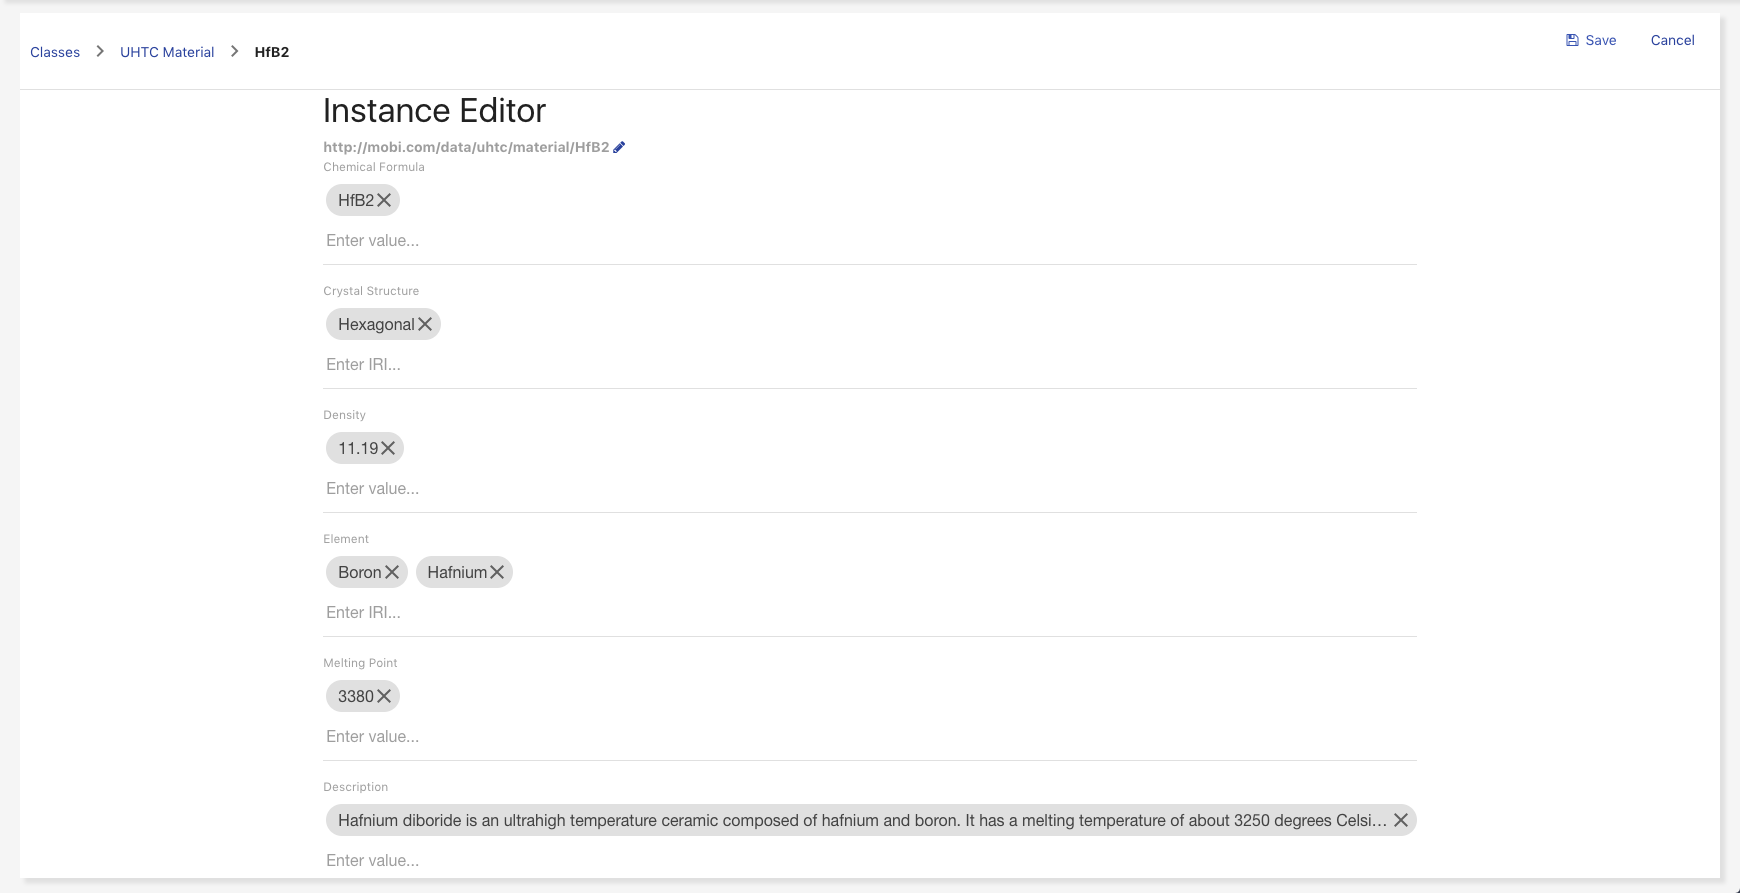 Classes > UHTC Material > HfB2
Save Cancel
Instance Editor
http://mobi.com/data/uhtc/material/HfB2
Chemical Formula
HfB2
Enter value...
Crystal Structure
Hexagonal
Enter IRI...
Density
11.19
Enter value...
Element
Boron Hafnium
Enter IRI...
Melting Point
3380
Enter value...
Description
Hafnium diboride is an ultrahigh temperature ceramic composed of hafnium and boron. It has a melting temperature of about 3250 degrees Celsi...
Enter value...